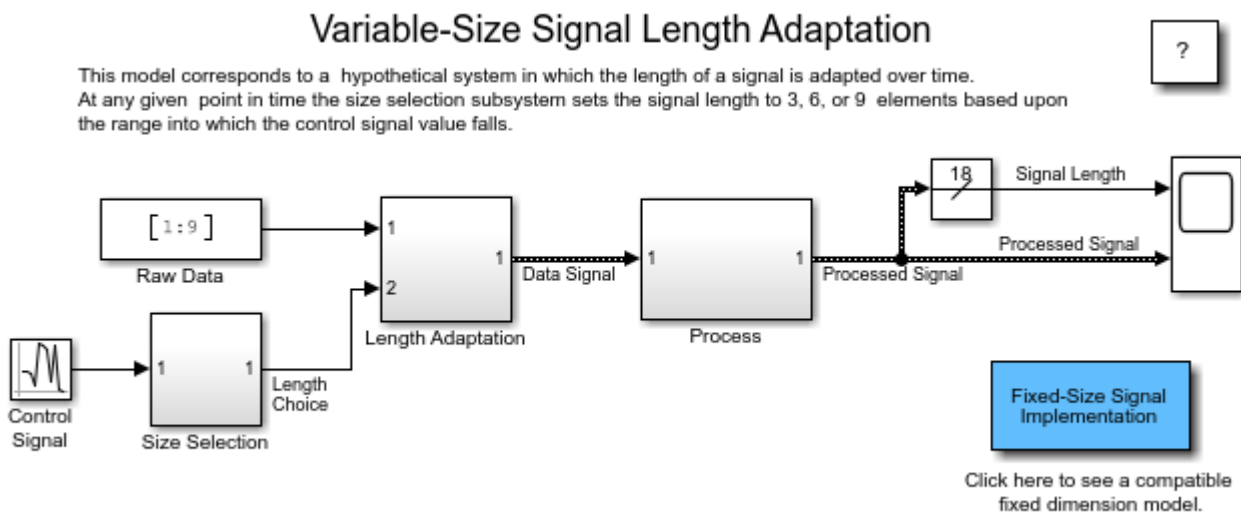 Variable-Size Signal Length Adaptation
?
This model corresponds to a hypothetical system in which the length of a signal is adapted over time.
At any given point in time the size selection subsystem sets the signal length to 3, 6, or 9 elements based upon
the range into which the control signal value falls.
18
Signal Length
[1:9]
Raw Data
1
2
1
Length Adaptation
Data Signal
1
1
Process
Processed Signal
Processed Signal
Control
Signal
1
1
Size Selection
Length
Choice
Fixed-Size Signal
Implementation
Click here to see a compatible
fixed dimension model.